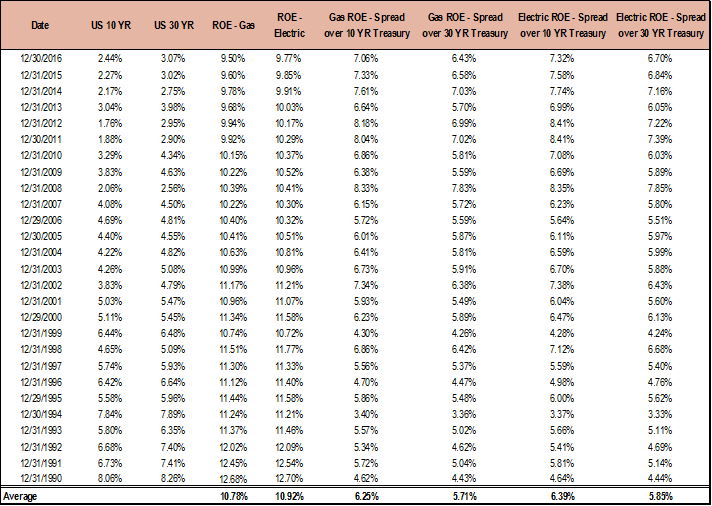 Date US 10 YR US 30 YR ROE - Gas ROE - Electric Gas ROE - Spread over 10 YR Treasury Gas ROE - Spread over 30 YR Treasury Electric ROE - Spread over 10 YR Treasury Electric ROE - Spread over 30 YR Treasury
12/30/2016 2.44% 3.07% 9.50% 9.77% 7.06% 6.43% 7.32% 6.70%
12/31/2015 2.27% 3.02% 9.60% 9.85% 7.33% 6.58% 7.58% 6.84%
12/31/2014 2.17% 2.75% 9.78% 9.91% 7.61% 7.03% 7.74% 7.16%
12/31/2013 3.04% 3.98% 9.68% 10.03% 6.64% 5.70% 6.99% 6.05%
12/31/2012 1.76% 2.95% 9.94% 10.17% 8.18% 6.99% 8.41% 7.22%
12/30/2011 1.88% 2.90% 9.92% 10.29% 8.04% 7.02% 8.41% 7.39%
12/31/2010 3.29% 4.34% 10.15% 10.37% 6.86% 5.81% 7.08% 6.03%
12/31/2009 3.83% 4.63% 10.22% 10.52% 6.38% 5.59% 6.69% 5.89%
12/31/2008 2.06% 2.56% 10.39% 10.41% 8.33% 7.83% 8.35% 7.85%
12/31/2007 4.08% 4.50% 10.22% 10.30% 6.15% 5.72% 6.23% 5.80%
12/29/2006 4.69% 4.81% 10.40% 10.32% 5.72% 5.59% 5.64% 5.51%
12/30/2005 4.40% 4.55% 10.41% 10.51% 6.01% 5.87% 6.11% 5.97%
12/31/2004 4.22% 4.82% 10.63% 10.81% 6.41% 5.81% 6.59% 5.99%
12/31/2003 4.26% 5.08% 10.99% 10.96% 6.73% 5.91% 6.70% 5.88%
12/31/2002 3.83% 4.79% 11.17% 11.21% 7.34% 6.38% 7.38% 6.43%
12/31/2001 5.03% 5.47% 10.96% 11.07% 5.93% 5.49% 6.04% 5.60%
12/29/2000 5.11% 5.45% 11.34% 11.58% 6.23% 5.89% 6.47% 6.13%
12/31/1999 6.44% 6.48% 10.74% 10.72% 4.30% 4.26% 4.28% 4.24%
12/31/1998 4.65% 5.09% 11.51% 11.77% 6.86% 6.42% 7.12% 6.68%
12/31/1997 5.74% 5.93% 11.30% 11.33% 5.56% 5.37% 5.59% 5.40%
12/31/1996 6.42% 6.64% 11.12% 11.40% 4.70% 4.47% 4.98% 4.76%
12/29/1995 5.58% 5.96% 11.44% 11.58% 5.86% 5.48% 6.00% 5.62%
12/30/1994 7.84% 7.89% 11.24% 11.21% 3.40% 3.36% 3.37% 3.33%
12/31/1993 5.80% 6.35% 11.37% 11.46% 5.57% 5.02% 5.66% 5.11%
12/31/1992 6.68% 7.40% 12.02% 12.09% 5.34% 4.62% 5.41% 4.69%
12/31/1991 6.73% 7.41% 12.45% 12.54% 5.72% 5.04% 5.81% 5.14%
12/31/1990 8.06% 8.26% 12.68% 12.70% 4.62% 4.43% 4.64% 4.44%
Average 10.78% 10.92% 6.25% 5.71% 6.39% 5.85%